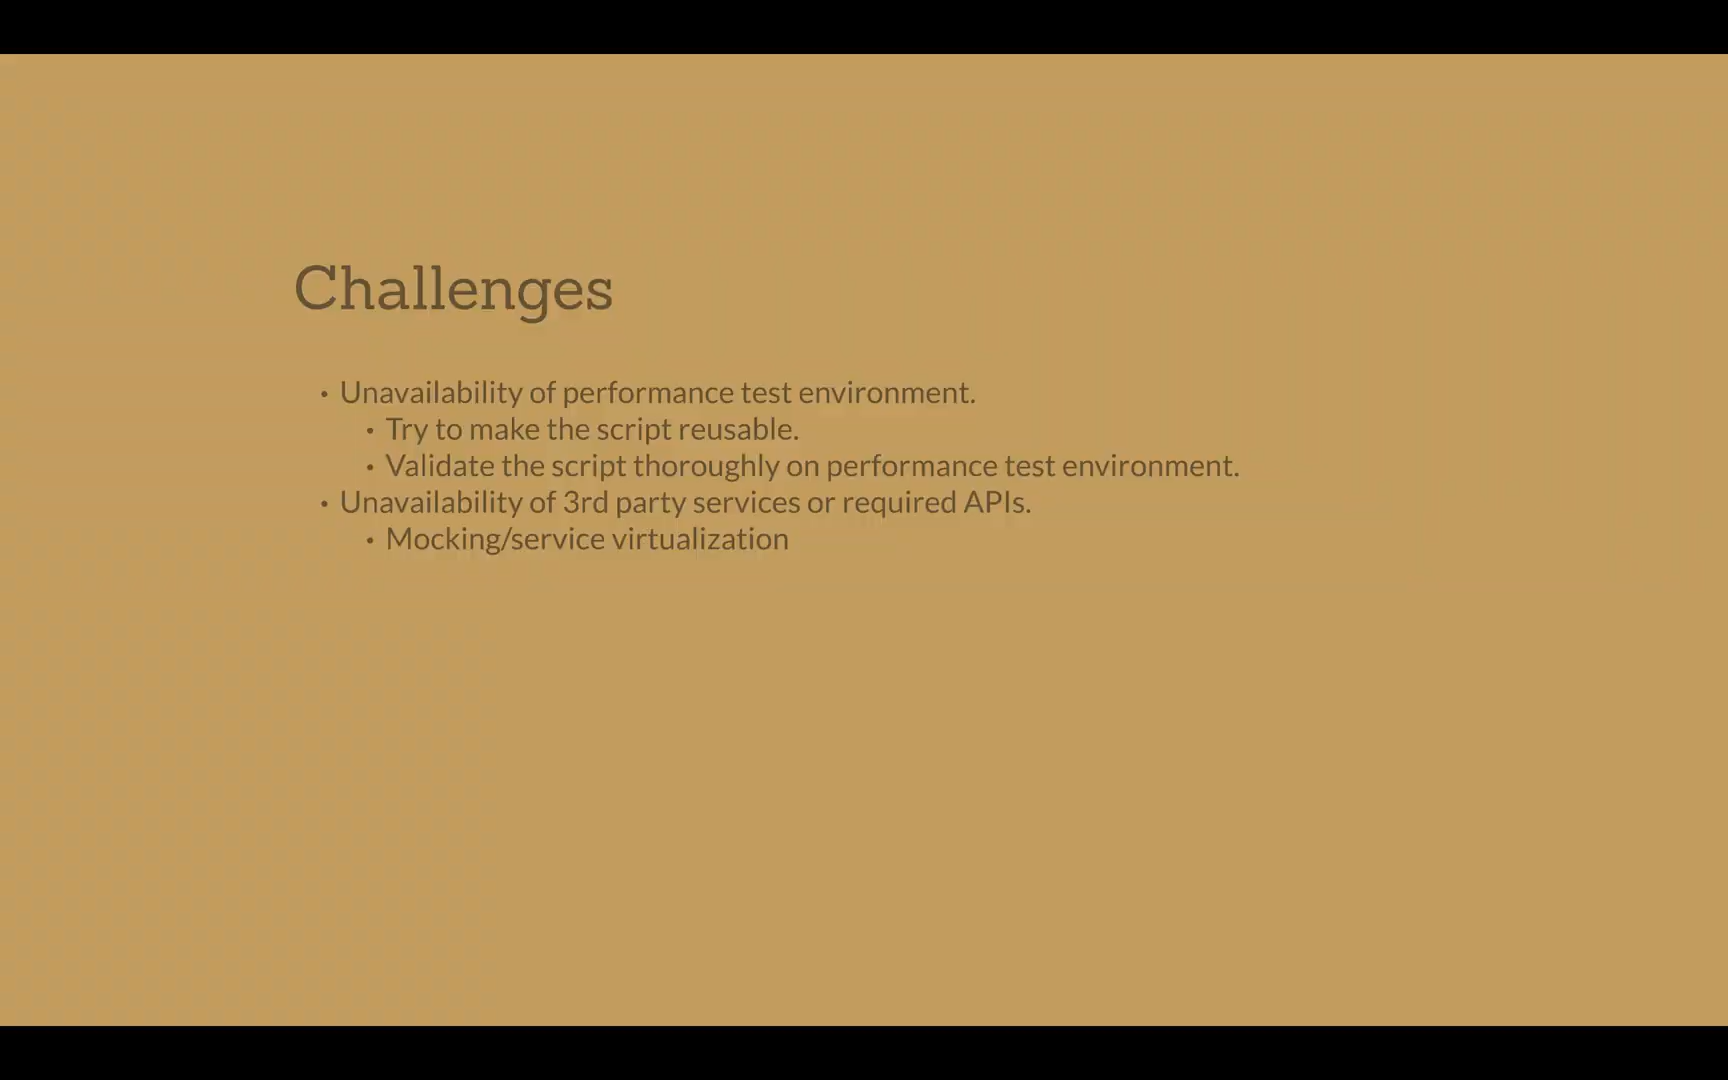 Challenges
• Unavailability of performance test environment.
• Try to make the script reusable.
• Validate the script thoroughly on performance test environment.
• Unavailability of 3rd party services or required APIs.
• Mocking/service virtualization